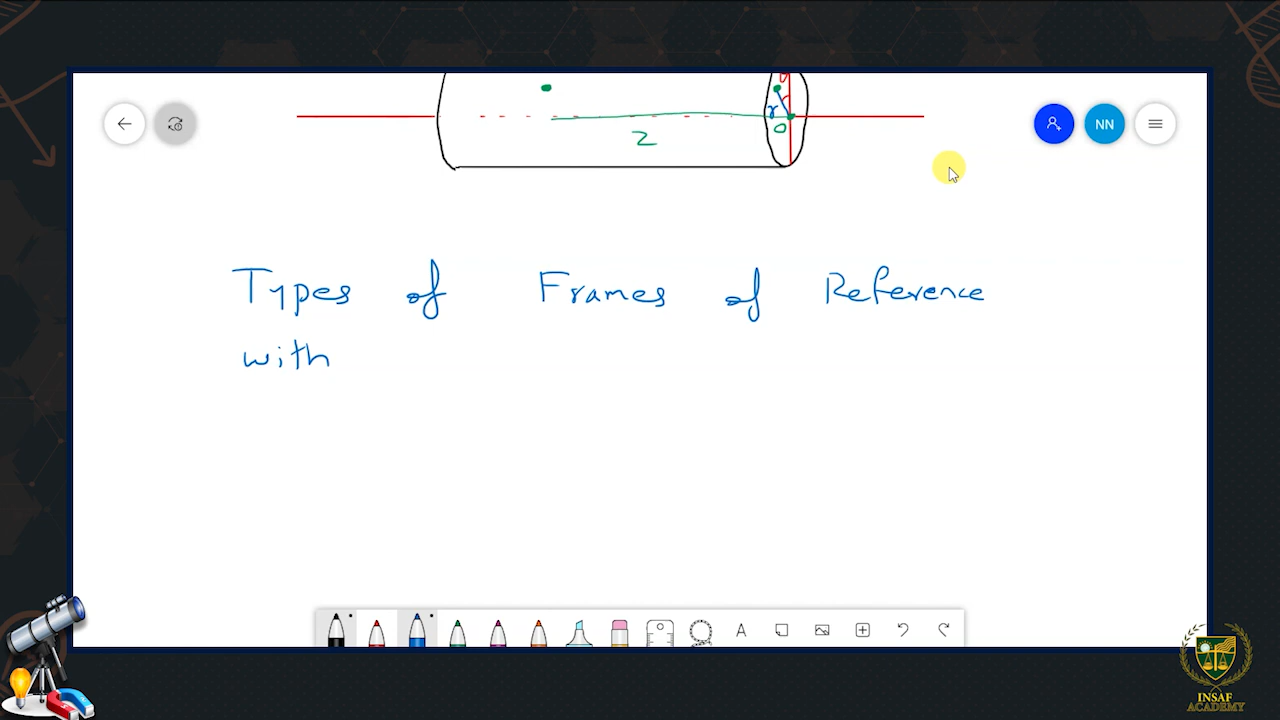 z
r
θ
NN
Types of Frames of Reference
with
A
INSAF
ACADEMY